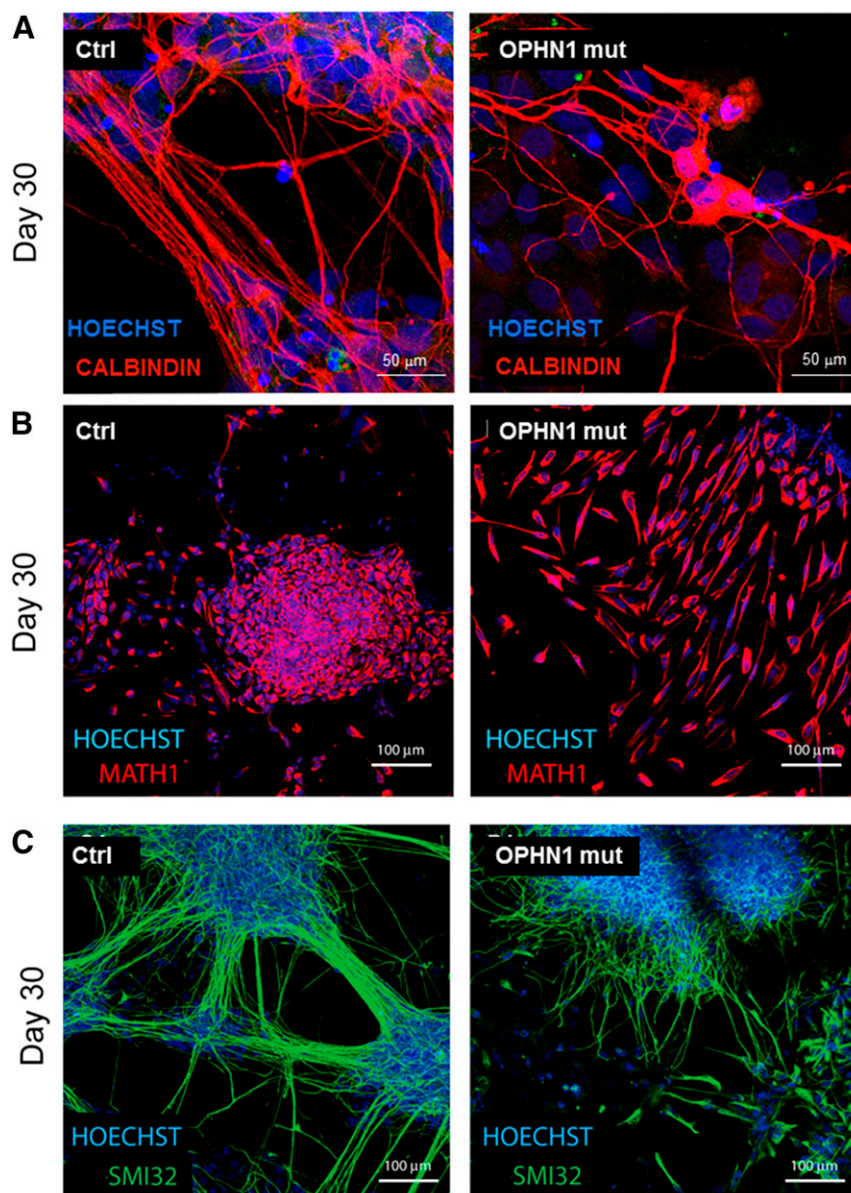 A
Ctrl
OPHN1 mut
Day 30
HOECHST
CALBINDIN
50 μm
HOECHST
CALBINDIN
50 μm
B
Ctrl
OPHN1 mut
Day 30
HOECHST
MATH1
100 μm
HOECHST
MATH1
100 μm
C
Ctrl
OPHN1 mut
Day 30
HOECHST
SMI32
100 μm
HOECHST
SMI32
100 μm